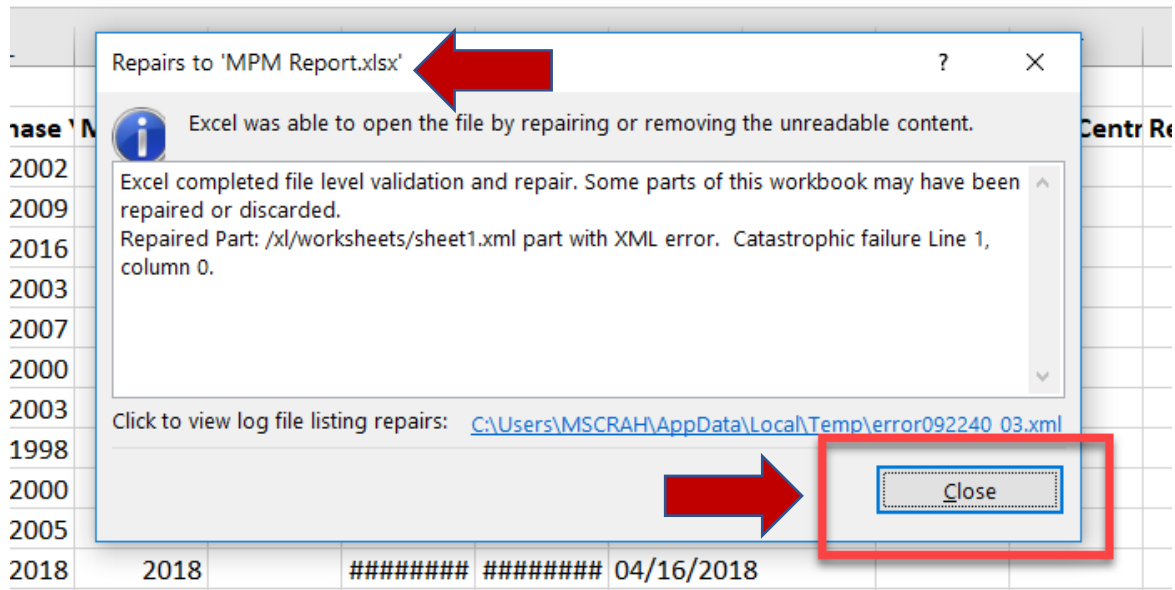 Repairs to 'MPM Report.xlsx' ?
Excel was able to open the file by repairing or removing the unreadable content.
Excel completed file level validation and repair. Some parts of this workbook may have been
repaired or discarded.
Repaired Part: /xl/worksheets/sheet1.xml part with XML error.  Catastrophic failure Line 1,
column 0.
Click to view log file listing repairs: C:\Users\MSCRAH\AppData\Local\Temp\error092240_03.xml
Close
2002
2009
2016
2003
2007
2000
2003
1998
2000
2005
2018 2018 ######## ######## 04/16/2018